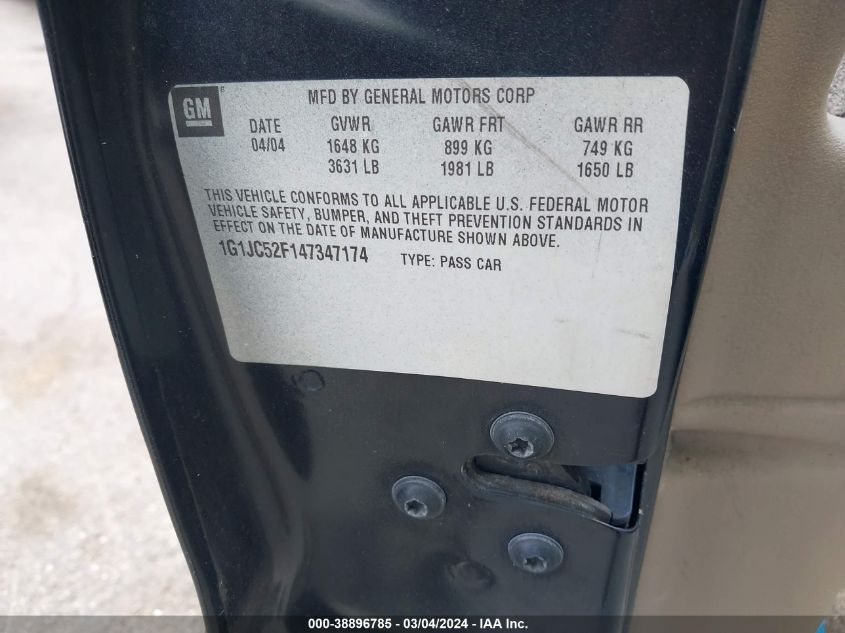 GM
MFD BY GENERAL MOTORS CORP
DATE GVWR GAWR FRT GAWR RR
04/04 1648 KG 899 KG 749 KG
3631 LB 1981 LB 1650 LB
THIS VEHICLE CONFORMS TO ALL APPLICABLE U.S. FEDERAL MOTOR
VEHICLE SAFETY, BUMPER, AND THEFT PREVENTION STANDARDS IN
EFFECT ON THE DATE OF MANUFACTURE SHOWN ABOVE.
1G1JC52F147347174 TYPE: PASS CAR
000-38896785 - 03/04/2024 - IAA Inc.